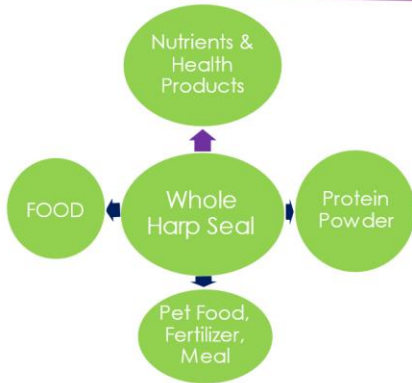 Nutrients &
Health
Products
FOOD
Whole
Harp Seal
Protein
Powder
Pet Food,
Fertilizer,
Meal